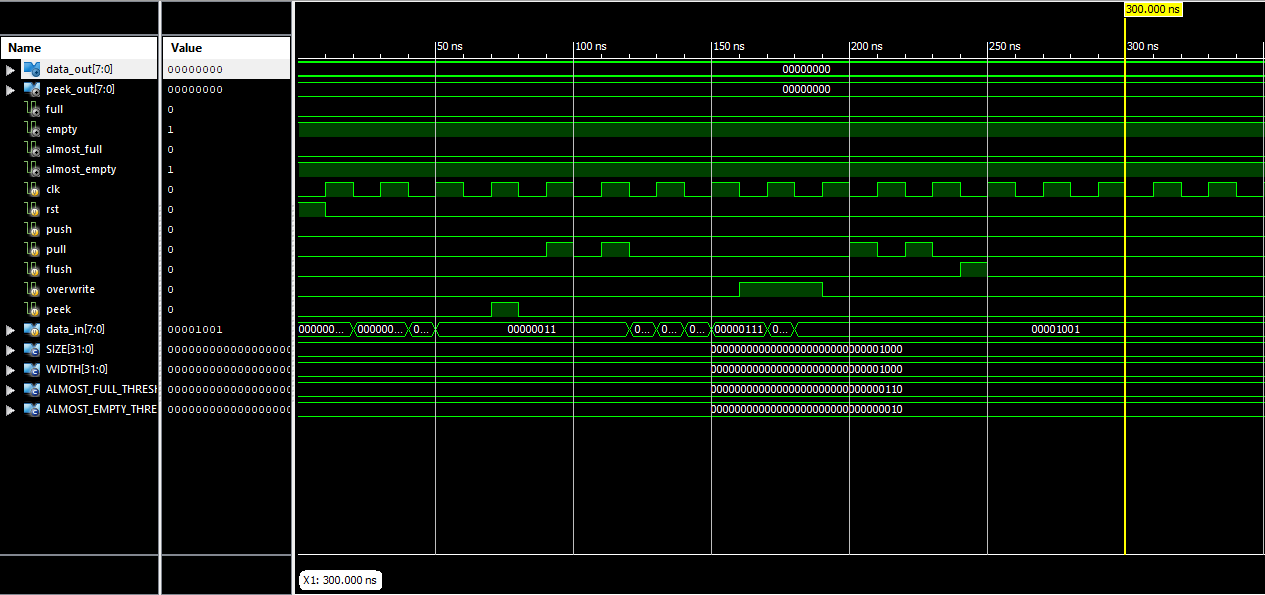 300.000 ns
Name Value 50 ns 100 ns 150 ns 200 ns 250 ns 300 ns
data_out[7:0] 00000000 00000000
peek_out[7:0] 00000000 00000000
full 0
empty 1
almost_full 0
almost_empty 1
clk 0
rst 0
push 0
pull 0
flush 0
overwrite 0
peek 0
data_in[7:0] 00001001 000000... 000000... 0... 00000011 0... 0... 0... 00000111 0... 00001001
SIZE[31:0] 000000000000000000 00000000000000000000000000001000
WIDTH[31:0] 000000000000000000 00000000000000000000000000001000
ALMOST_FULL_THRESH 000000000000000000 00000000000000000000000000000110
ALMOST_EMPTY_THRE 000000000000000000 00000000000000000000000000000010
X1: 300.000 ns